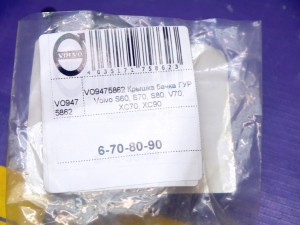 VOLVO
4 033272 758623
VO9475862 Крышка бачка ГУР
Volvo S60, S70, S80, V70,
XC70, XC90
VO947
5862
6-70-80-90